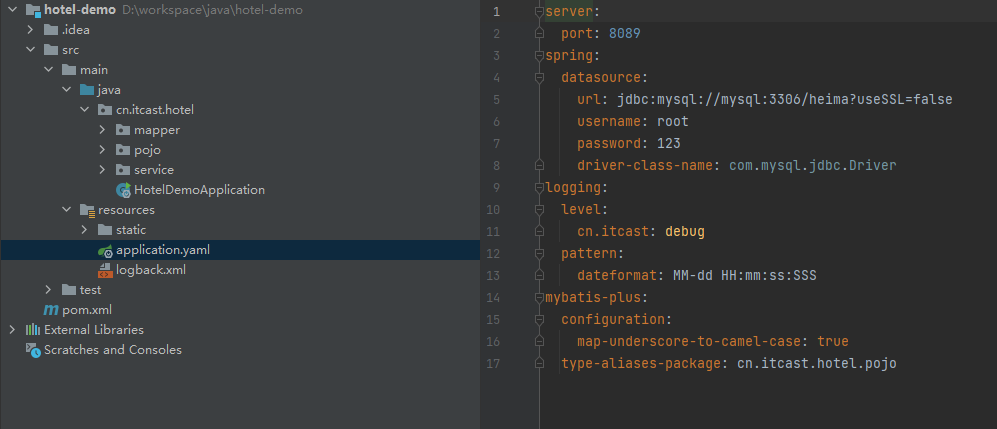 hotel-demo D:\workspace\java\hotel-demo
.idea
src
main
java
cn.itcast.hotel
mapper
pojo
service
HotelDemoApplication
resources
static
application.yaml
logback.xml
test
pom.xml
External Libraries
Scratches and Consoles
1 server:
2 port: 8089
3 spring:
4 datasource:
5 url: jdbc:mysql://mysql:3306/heima?useSSL=false
6 username: root
7 password: 123
8 driver-class-name: com.mysql.jdbc.Driver
9 logging:
10 level:
11 cn.itcast: debug
12 pattern:
13 dateformat: MM-dd HH:mm:ss:SSS
14 mybatis-plus:
15 configuration:
16 map-underscore-to-camel-case: true
17 type-aliases-package: cn.itcast.hotel.pojo